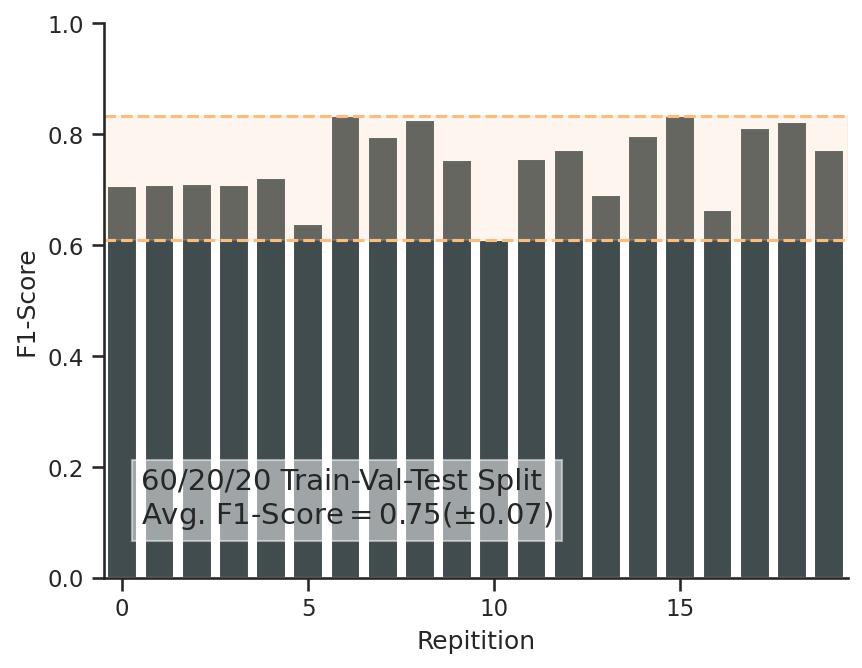 1.0
0.8
0.6
0.4
0.2
0.0
F1-Score
60/20/20 Train-Val-Test Split
Avg. F1-Score = 0.75(±0.07)
0 5 10 15
Repitition